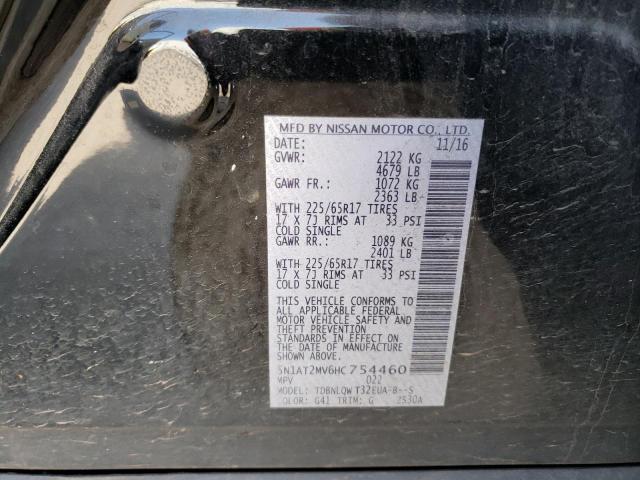 MFD BY NISSAN MOTOR CO., LTD.
DATE: 11/16
GVWR: 2122 KG
4679 LB
GAWR FR.: 1072 KG
2363 LB
WITH 225/65R17 TIRES
17 X 7J RIMS AT 33 PSI
COLD SINGLE
GAWR RR.: 1089 KG
2401 LB
WITH 225/65R17 TIRES
17 X 7J RIMS AT 33 PSI
COLD SINGLE
THIS VEHICLE CONFORMS TO
ALL APPLICABLE FEDERAL
MOTOR VEHICLE SAFETY AND
THEFT PREVENTION
STANDARDS IN EFFECT ON
THE DATE OF MANUFACTURE
SHOWN ABOVE.
5N1AT2MV6HC754460
MPV 022
MODEL: TDBNLQWT32EUA-B--S
COLOR: G41 TRIM: G 2530A